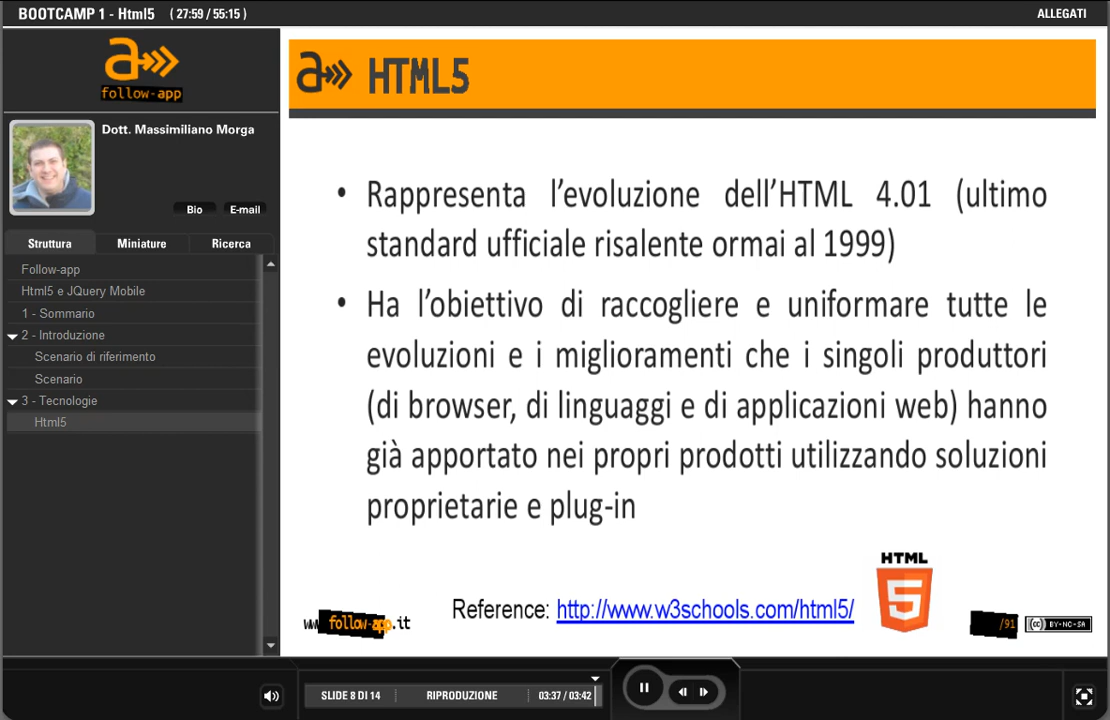 BOOTCAMP 1 - Html5 ( 27:59 / 55:15 )
ALLEGATI
a
follow-app
Dott. Massimiliano Morga
Bio E-mail
Struttura Miniature Ricerca
Follow-app
Html5 e JQuery Mobile
1 - Sommario
2 - Introduzione
Scenario di riferimento
Scenario
3 - Tecnologie
Html5
a HTML5
• Rappresenta l'evoluzione dell'HTML 4.01 (ultimo
standard ufficiale risalente ormai al 1999)
• Ha l'obiettivo di raccogliere e uniformare tutte le
evoluzioni e i miglioramenti che i singoli produttori
(di browser, di linguaggi e di applicazioni web) hanno
già apportato nei propri prodotti utilizzando soluzioni
proprietarie e plug-in
HTML
5
Reference: http://www.w3schools.com/html5/
www.follow-app.it
/91
cc BY-NC-SA
SLIDE 8 DI 14 RIPRODUZIONE 03:37 / 03:42